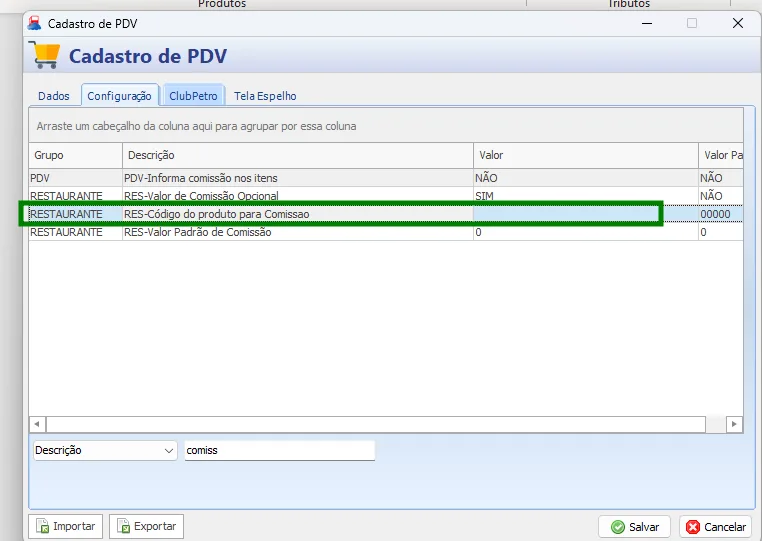 Produtos
Tributos
Cadastro de PDV
Cadastro de PDV
Dados Configuração ClubPetro Tela Espelho
Arraste um cabeçalho da coluna aqui para agrupar por essa coluna
Grupo Descrição Valor Valor Pa
PDV PDV-Informa comissão nos itens NÃO NÃO
RESTAURANTE RES-Valor de Comissão Opcional SIM NÃO
RESTAURANTE RES-Código do produto para Comissao 00000
RESTAURANTE RES-Valor Padrão de Comissão 0 0
Descrição comiss
Importar Exportar Salvar Cancelar